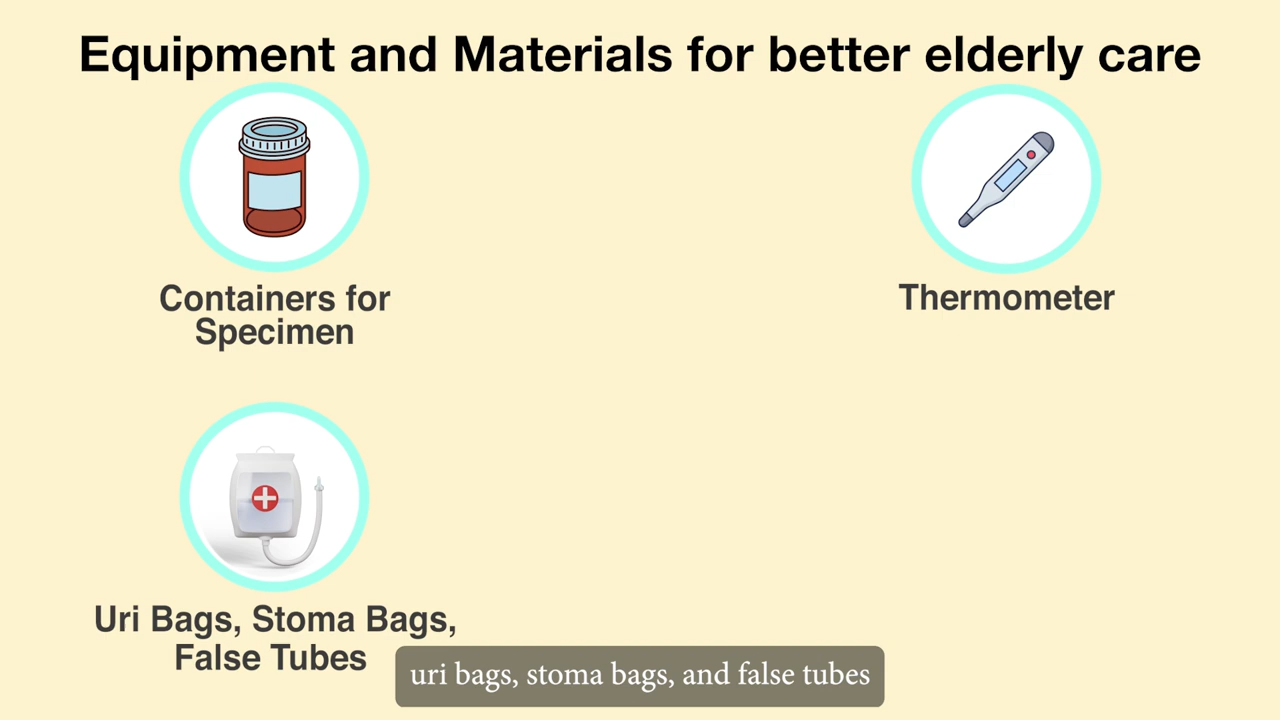 Equipment and Materials for better elderly care
Containers for
Specimen
Thermometer
Uri Bags, Stoma Bags,
False Tubes
uri bags, stoma bags, and false tubes